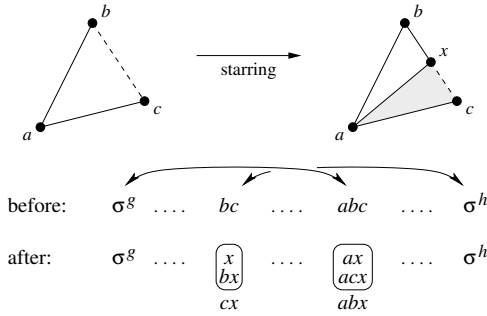 b b
x
starring
c c
a a
before: σ^g .... bc .... abc .... σ^h
after: σ^g .... x .... ax .... σ^h
bx acx
cx abx